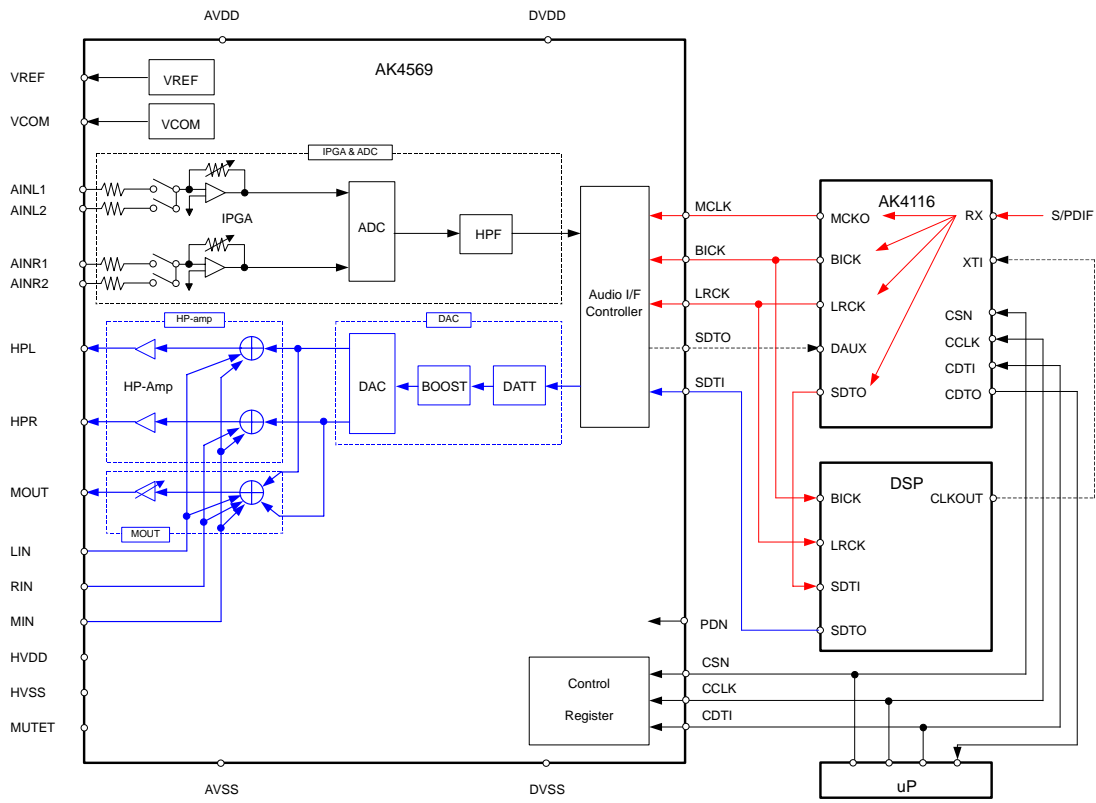 AVDD
DVDD
AK4569
VREF
VREF
VCOM
VCOM
IPGA & ADC
AINL1
AINL2
IPGA
ADC
HPF
AINR1
AINR2
Audio I/F
Controller
MCLK
BICK
LRCK
SDTO
SDTI
AK4116
MCKO
RX
S/PDIF
BICK
XTI
LRCK
CSN
CCLK
DAUX
CDTI
SDTO
CDTO
HP-amp
DAC
HPL
HP-Amp
DAC
BOOST
DATT
HPR
MOUT
MOUT
LIN
RIN
MIN
HVDD
HVSS
MUTET
DSP
BICK
CLKOUT
LRCK
SDTI
SDTO
PDN
Control
Register
CSN
CCLK
CDTI
uP
AVSS
DVSS